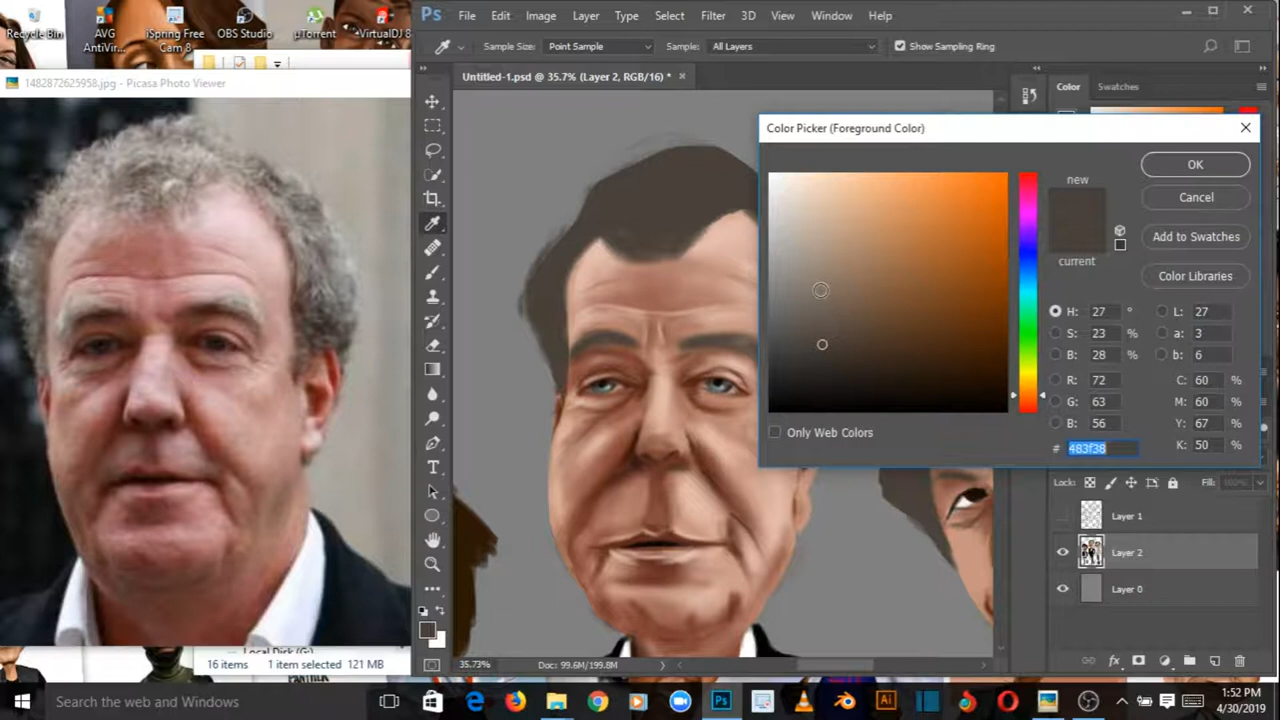 Recycle Bin
AVG
AntiVir...
iSpring Free
Cam 8
OBS Studio
µTorrent
VirtualDJ 8
1482872625958.jpg - Picasa Photo Viewer
Ps File Edit Image Layer Type Select Filter 3D View Window Help
Sample Size: Point Sample Sample: All Layers Show Sampling Ring
Untitled-1.psd @ 35.7% (Layer 2, RGB/16) *
Color Swatches
Color Picker (Foreground Color)
new
current
OK
Cancel
Add to Swatches
Color Libraries
H: 27 ° L: 27
S: 23 % a: 3
B: 28 % b: 6
R: 72 C: 60 %
G: 63 M: 60 %
B: 56 Y: 67 %
# 483f38 K: 50 %
Only Web Colors
Lock: Fill: 100%
Layer 1
Layer 2
Layer 0
35.73% Doc: 99.6M/199.8M
Local Disk (G:)
16 items 1 item selected 121 MB
PANTHER
Search the web and Windows
Ps
Ai
1:52 PM
4/30/2019